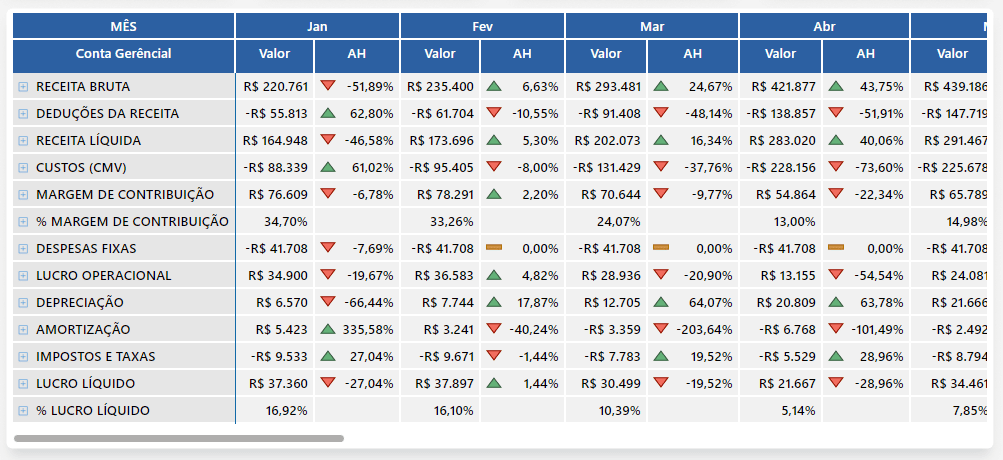 MÊS Jan Fev Mar Abr
Conta Gerêncial Valor AH Valor AH Valor AH Valor AH Valor
RECEITA BRUTA R$ 220.761 -51,89% R$ 235.400 6,63% R$ 293.481 24,67% R$ 421.877 43,75% R$ 439.186
DEDUÇÕES DA RECEITA -R$ 55.813 62,80% -R$ 61.704 -10,55% -R$ 91.408 -48,14% -R$ 138.857 -51,91% -R$ 147.719
RECEITA LÍQUIDA R$ 164.948 -46,58% R$ 173.696 5,30% R$ 202.073 16,34% R$ 283.020 40,06% R$ 291.467
CUSTOS (CMV) -R$ 88.339 61,02% -R$ 95.405 -8,00% -R$ 131.429 -37,76% -R$ 228.156 -73,60% -R$ 225.678
MARGEM DE CONTRIBUIÇÃO R$ 76.609 -6,78% R$ 78.291 2,20% R$ 70.644 -9,77% R$ 54.864 -22,34% R$ 65.789
% MARGEM DE CONTRIBUIÇÃO 34,70% 33,26% 24,07% 13,00% 14,98%
DESPESAS FIXAS -R$ 41.708 -7,69% -R$ 41.708 0,00% -R$ 41.708 0,00% -R$ 41.708 0,00% -R$ 41.708
LUCRO OPERACIONAL R$ 34.900 -19,67% R$ 36.583 4,82% R$ 28.936 -20,90% R$ 13.155 -54,54% R$ 24.081
DEPRECIAÇÃO R$ 6.570 -66,44% R$ 7.744 17,87% R$ 12.705 64,07% R$ 20.809 63,78% R$ 21.666
AMORTIZAÇÃO R$ 5.423 335,58% R$ 3.241 -40,24% -R$ 3.359 -203,64% -R$ 6.768 -101,49% -R$ 2.492
IMPOSTOS E TAXAS -R$ 9.533 27,04% -R$ 9.671 -1,44% -R$ 7.783 19,52% -R$ 5.529 28,96% -R$ 8.794
LUCRO LÍQUIDO R$ 37.360 -27,04% R$ 37.897 1,44% R$ 30.499 -19,52% R$ 21.667 -28,96% R$ 34.461
% LUCRO LÍQUIDO 16,92% 16,10% 10,39% 5,14% 7,85%